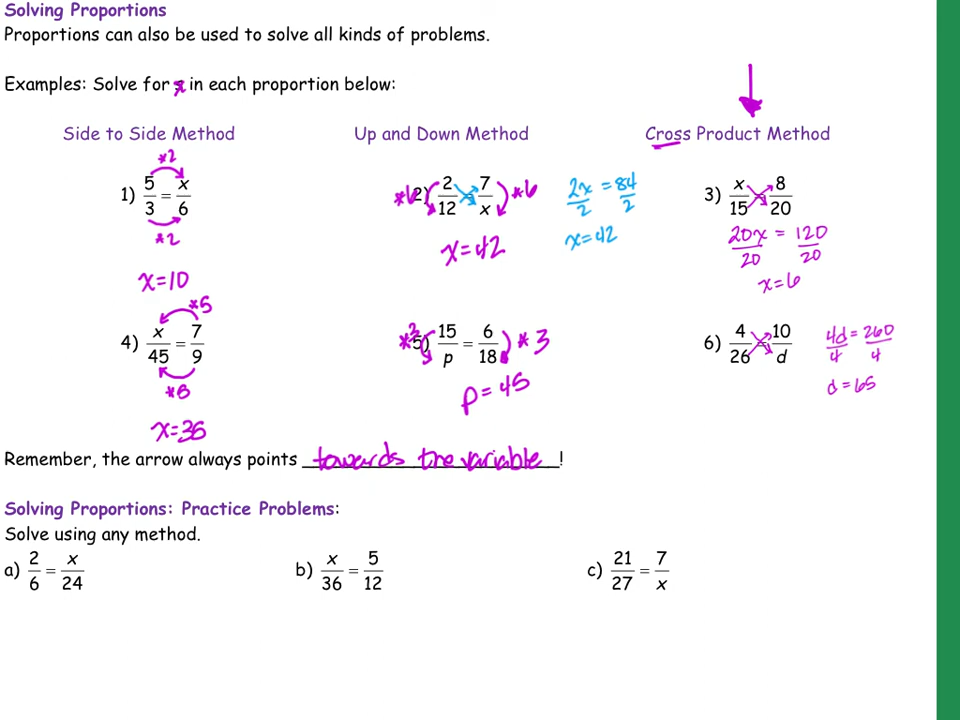 Solving Proportions
Proportions can also be used to solve all kinds of problems.
Examples: Solve for x in each proportion below:
Side to Side Method
Up and Down Method
Cross Product Method
*2
1) 5/3 = x/6
*2
x=10
*6 2) 2/12 = 7/x *6
x=42
2x/2 = 84/2
x=42
3) x/15 = 8/20
20x/20 = 120/20
x=6
*5
4) x/45 = 7/9
*5
x=36
*3 5) 15/p = 6/18 *3
p=45
6) 4/26 = 10/d
4d/4 = 260/4
d=65
Remember, the arrow always points towards the variable!
Solving Proportions: Practice Problems:
Solve using any method.
a) 2/6 = x/24
b) x/36 = 5/12
c) 21/27 = 7/x